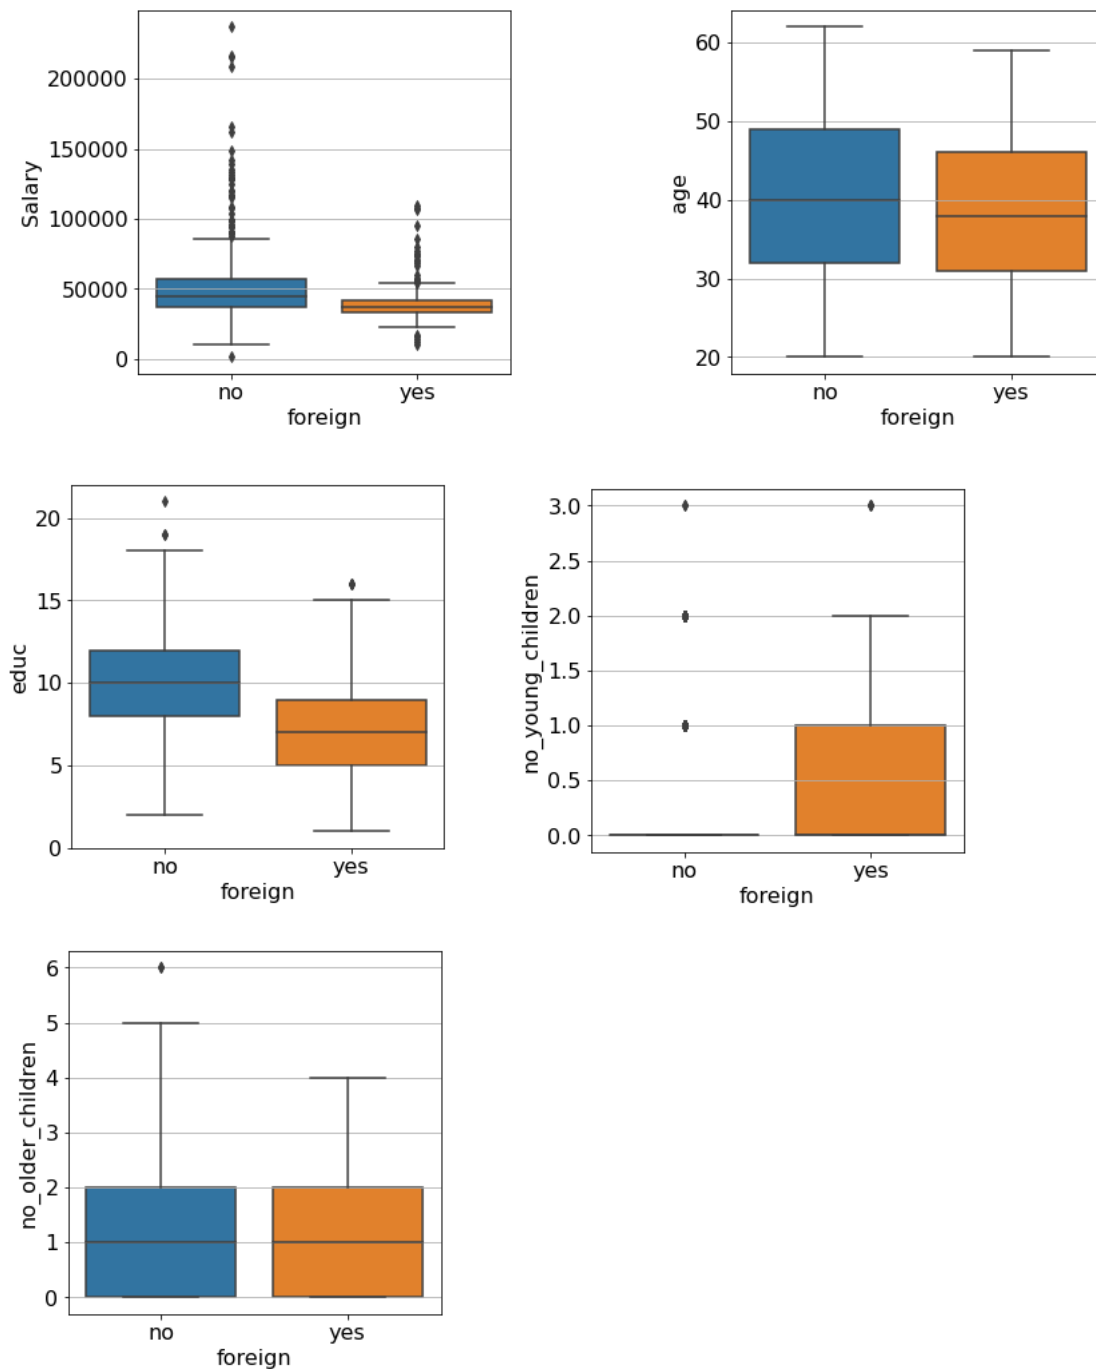 Salary
200000
150000
100000
50000
0
no yes
foreign
age
60
50
40
30
20
no yes
foreign
educ
20
15
10
5
0
no yes
foreign
no_young_children
3.0
2.5
2.0
1.5
1.0
0.5
0.0
no yes
foreign
no_older_children
6
5
4
3
2
1
0
no yes
foreign